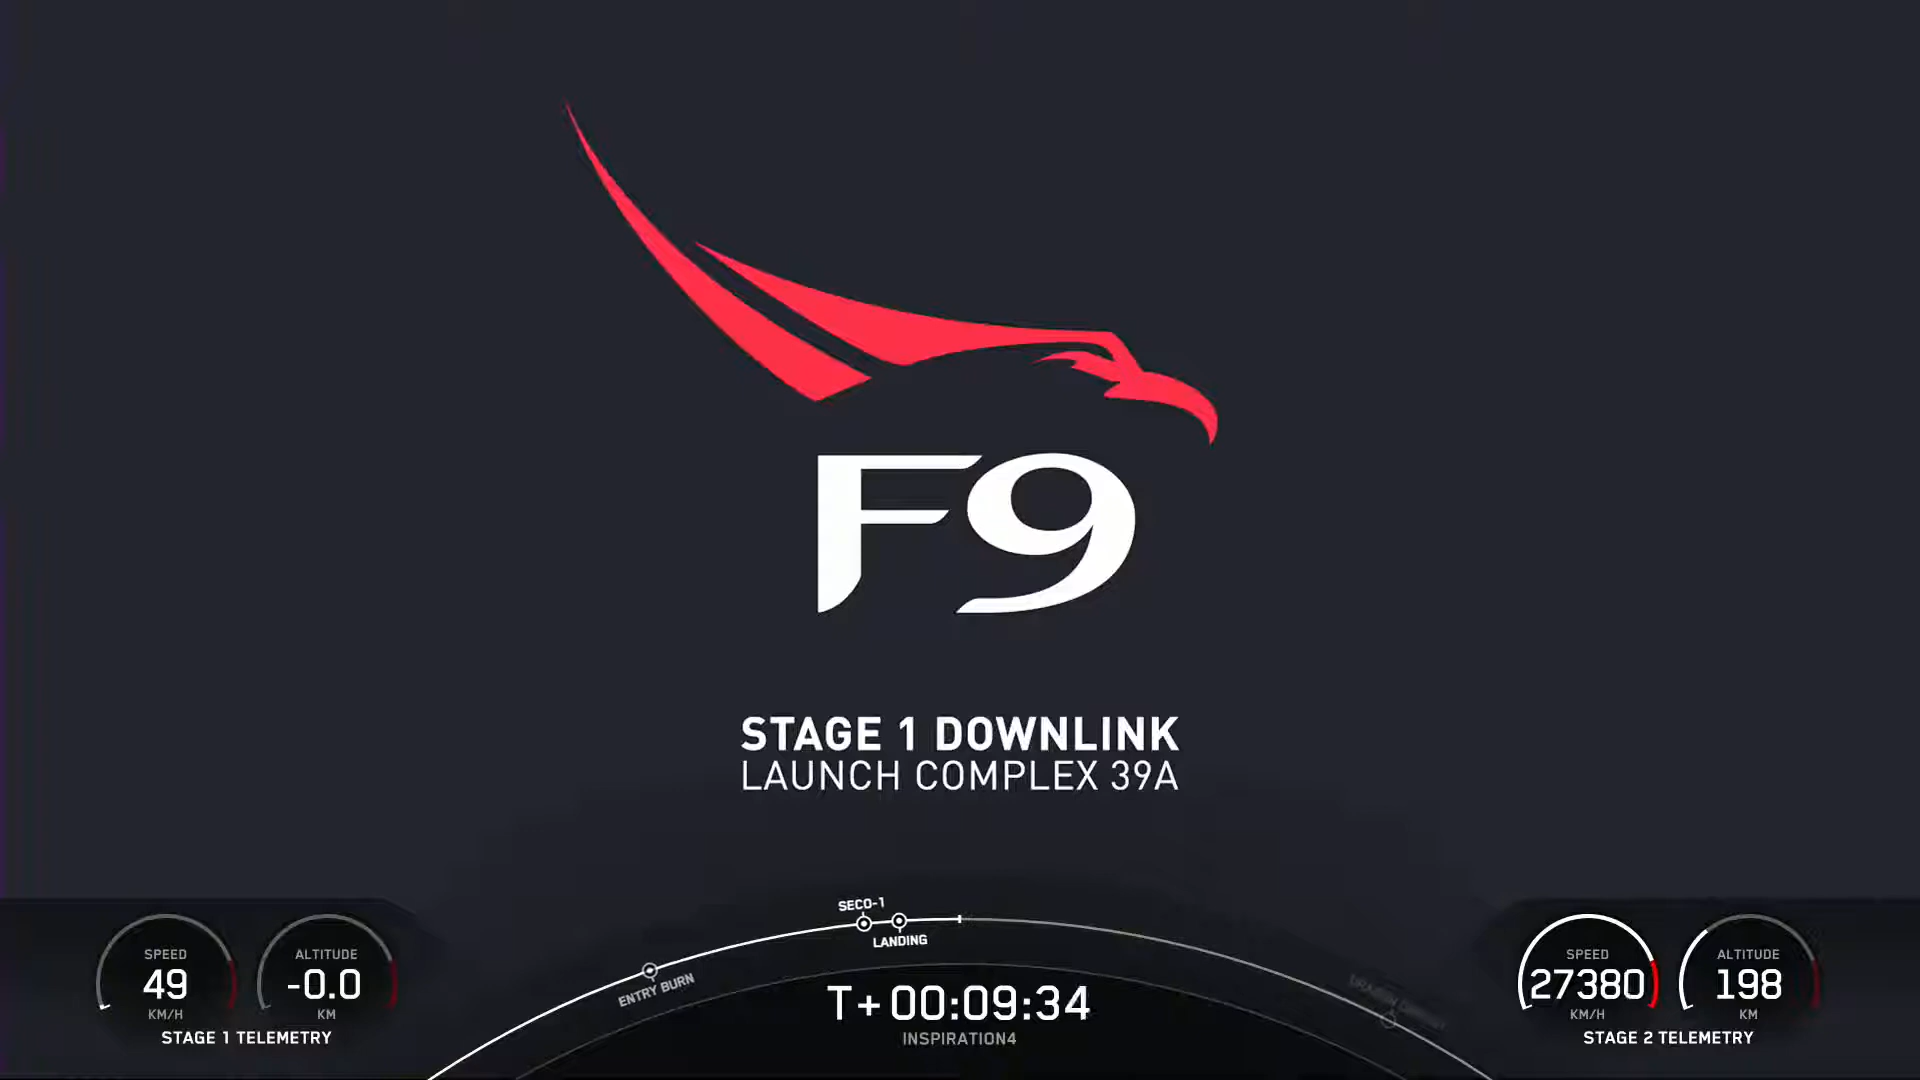 F9
STAGE 1 DOWNLINK
LAUNCH COMPLEX 39A
SPEED
49
KM/H
ALTITUDE
-0.0
KM
STAGE 1 TELEMETRY
ENTRY BURN
SECO-1
LANDING
T+00:09:34
INSPIRATION4
SPEED
27380
KM/H
ALTITUDE
198
KM
STAGE 2 TELEMETRY